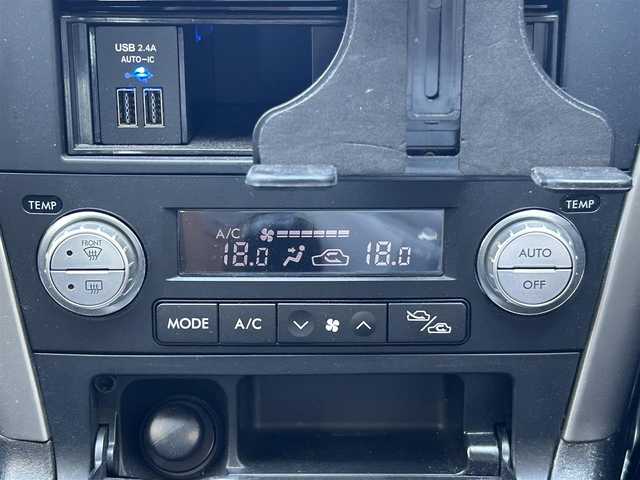 USB 2.4A
AUTO-IC
TEMP
TEMP
A/C
18.0
18.0
FRONT
AUTO
OFF
MODE
A/C